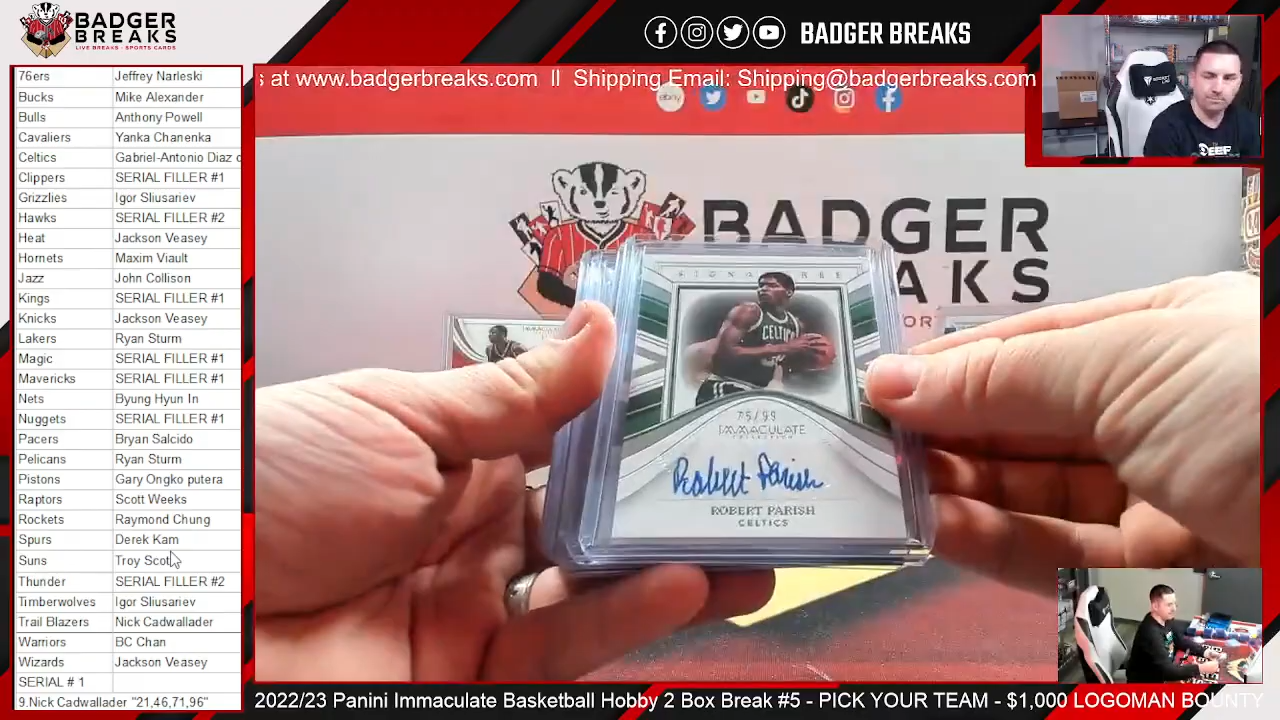 BADGER
BREAKS
LIVE BREAKS - SPORTS CARDS
BADGER BREAKS
s at www.badgerbreaks.com ll Shipping Email: Shipping@badgerbreaks.com
76ers Jeffrey Narleski
Bucks Mike Alexander
Bulls Anthony Powell
Cavaliers Yanka Chanenka
Celtics Gabriel-Antonio Diaz
Clippers SERIAL FILLER #1
Grizzlies Igor Sliusariev
Hawks SERIAL FILLER #2
Heat Jackson Veasey
Hornets Maxim Viault
Jazz John Collison
Kings SERIAL FILLER #1
Knicks Jackson Veasey
Lakers Ryan Sturm
Magic SERIAL FILLER #1
Mavericks SERIAL FILLER #1
Nets Byung Hyun In
Nuggets SERIAL FILLER #1
Pacers Bryan Salcido
Pelicans Ryan Sturm
Pistons Gary Ongko putera
Raptors Scott Weeks
Rockets Raymond Chung
Spurs Derek Kam
Suns Troy Scott
Thunder SERIAL FILLER #2
Timberwolves Igor Sliusariev
Trail Blazers Nick Cadwallader
Warriors BC Chan
Wizards Jackson Veasey
SERIAL # 1
9.Nick Cadwallader "21,46,71,96"
ebay
BADGER
EAKS
OR
SIGNATURES
CELTIC
75/99
IMMACULATE
COLLECTION
Robert Parish
ROBERT PARISH
CELTICS
2022/23 Panini Immaculate Basketball Hobby 2 Box Break #5 - PICK YOUR TEAM - $1,000 LOGOMAN BOUNTY